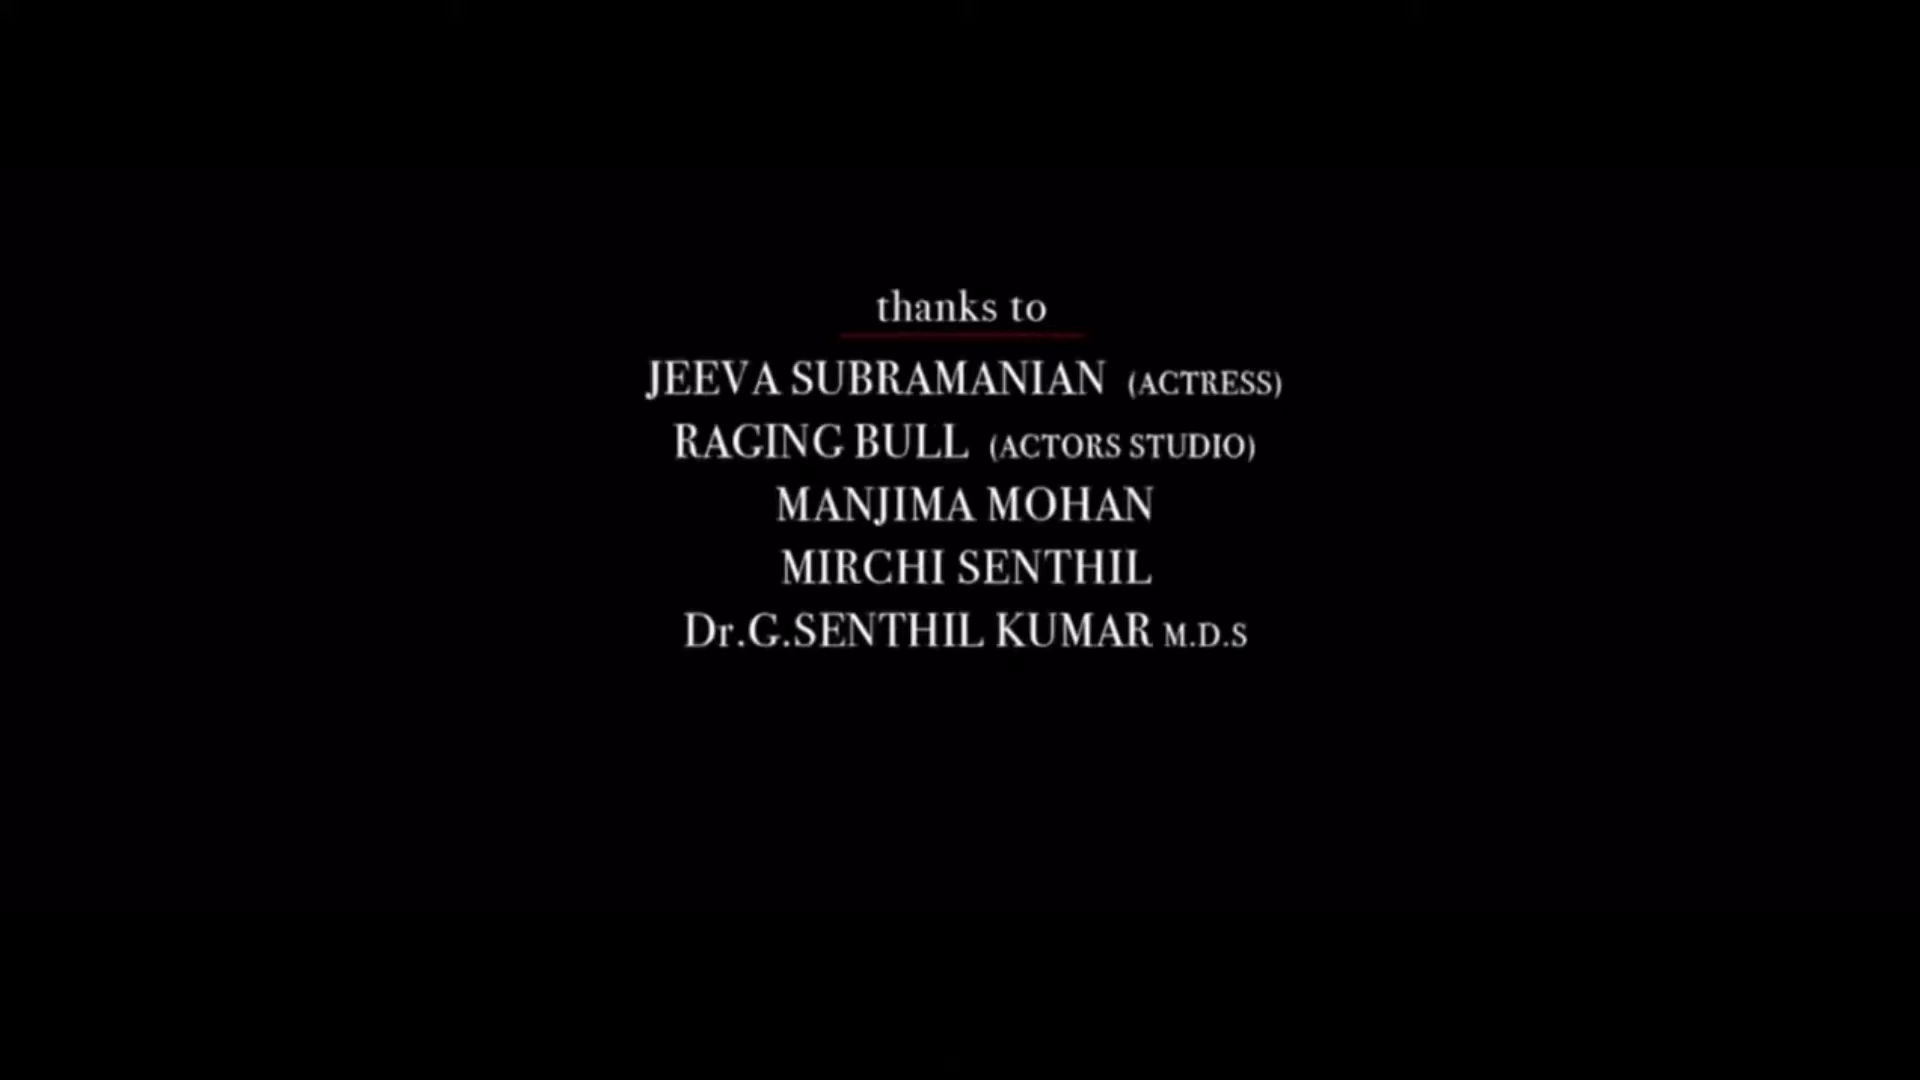 thanks to
JEEVA SUBRAMANIAN (ACTRESS)
RAGING BULL (ACTORS STUDIO)
MANJIMA MOHAN
MIRCHI SENTHIL
Dr.G.SENTHIL KUMAR M.D.S